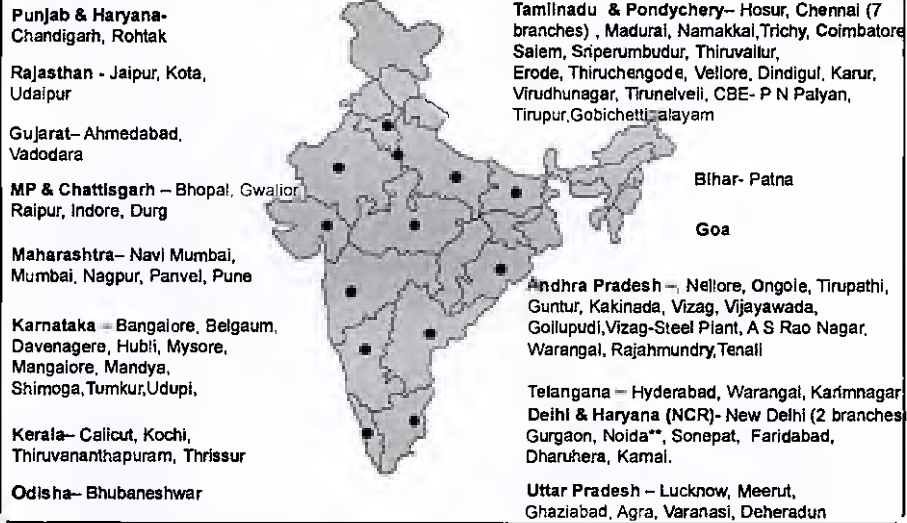 Punjab & Haryana-
Chandigarh, Rohtak
Rajasthan - Jaipur, Kota,
Udaipur
Gujarat– Ahmedabad,
Vadodara
MP & Chattisgarh – Bhopal, Gwalior
Raipur, Indore, Durg
Maharashtra– Navi Mumbai,
Mumbai, Nagpur, Panvel, Pune
Karnataka – Bangalore, Belgaum,
Davenagere, Hubli, Mysore,
Mangalore, Mandya,
Shimoga,Tumkur,Udupi,
Kerala– Calicut, Kochi,
Thiruvananthapuram, Thrissur
Odisha– Bhubaneshwar
Tamilnadu & Pondychery– Hosur, Chennai (7
branches) , Madurai, Namakkal,Trichy, Coimbatore
Salem, Sriperumbudur, Thiruvallur,
Erode, Thiruchengode, Vellore, Dindigul, Karur,
Virudhunagar, Tirunelveli, CBE- P N Palyan,
Tirupur,Gobichettipalayam
Bihar- Patna
Goa
Andhra Pradesh –, Nellore, Ongole, Tirupathi,
Guntur, Kakinada, Vizag, Vijayawada,
Gollupudi,Vizag-Steel Plant, A S Rao Nagar,
Warangal, Rajahmundry,Tenali
Telangana – Hyderabad, Warangal, Karimnagar
Delhi & Haryana (NCR)- New Delhi (2 branches
Gurgaon, Noida**, Sonepat, Faridabad,
Dharuhera, Karnal.
Uttar Pradesh – Lucknow, Meerut,
Ghaziabad, Agra, Varanasi, Deheradun